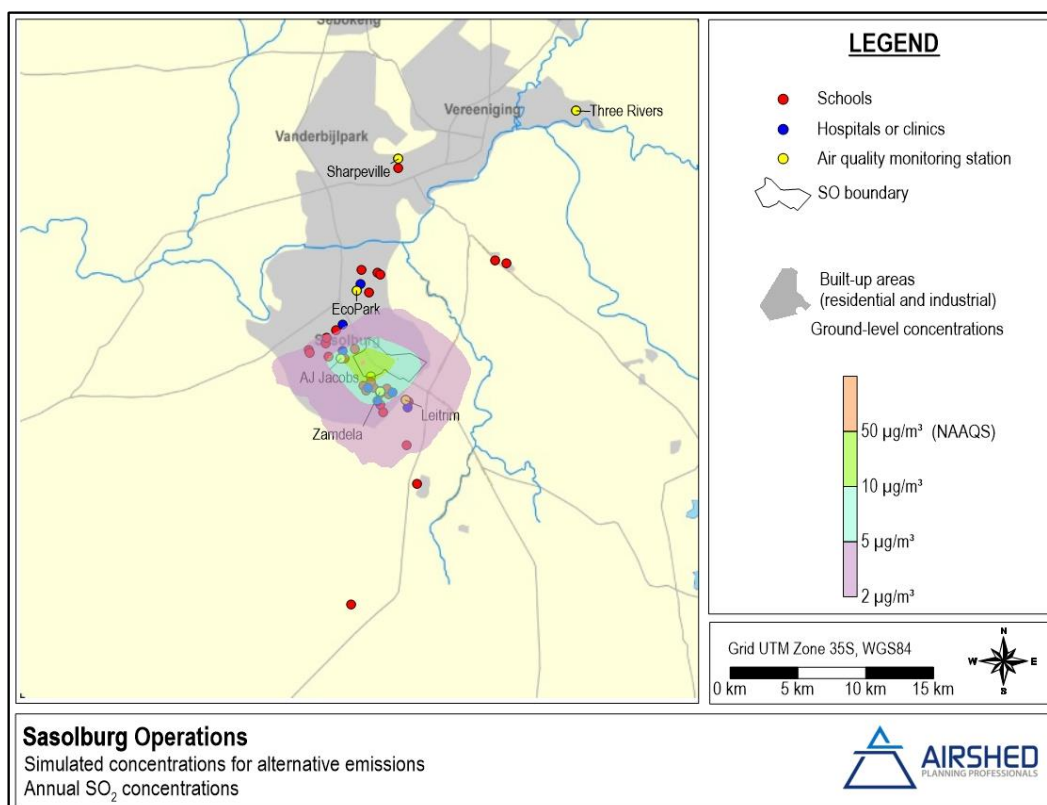 Sebokeng
Vereeniging
Three Rivers
Vanderbijlpark
Sharpeville
EcoPark
Sasolburg
AJ Jacobs
Leitrim
Zamdela
LEGEND
Schools
Hospitals or clinics
Air quality monitoring station
SO boundary
Built-up areas
(residential and industrial)
Ground-level concentrations
50 µg/m³ (NAAQS)
10 µg/m³
5 µg/m³
2 µg/m³
Grid UTM Zone 35S, WGS84
N
W E
S
0 km 5 km 10 km 15 km
Sasolburg Operations
Simulated concentrations for alternative emissions
Annual SO₂ concentrations
AIRSHED
PLANNING PROFESSIONALS